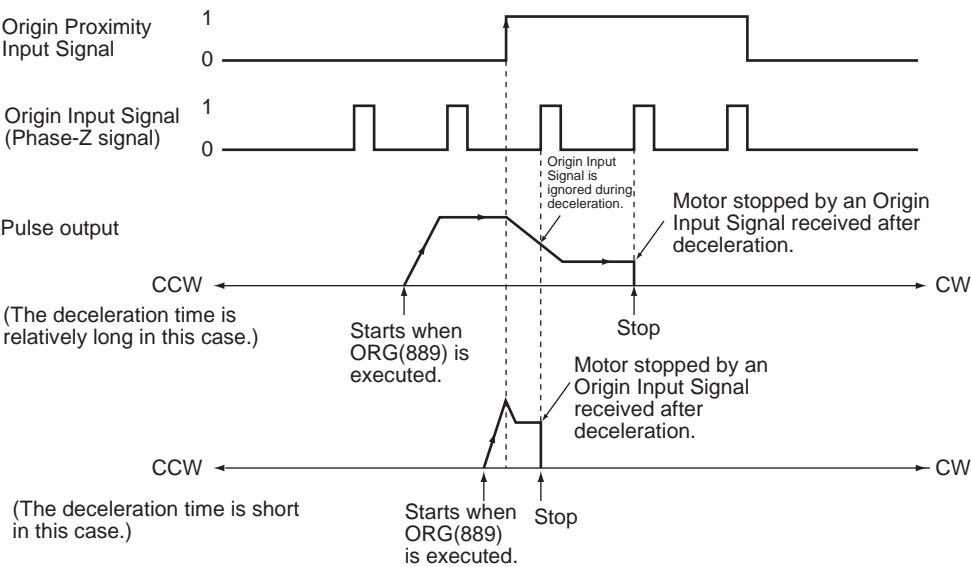 Origin Proximity
Input Signal
1
0
Origin Input Signal
(Phase-Z signal)
1
0
Origin Input
Signal is
ignored during
deceleration.
Pulse output
Motor stopped by an Origin
Input Signal received after
deceleration.
CCW
CW
(The deceleration time is
relatively long in this case.)
Starts when
ORG(889) is
executed.
Stop
Motor stopped by an
Origin Input Signal
received after
deceleration.
CCW
CW
(The deceleration time is short
in this case.)
Starts when
ORG(889)
is executed.
Stop